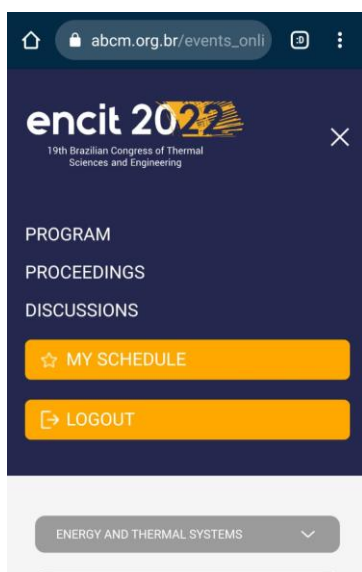 abcm.org.br/events_onli
:D
encit 2022
19th Brazilian Congress of Thermal
Sciences and Engineering
PROGRAM
PROCEEDINGS
DISCUSSIONS
MY SCHEDULE
LOGOUT
ENERGY AND THERMAL SYSTEMS